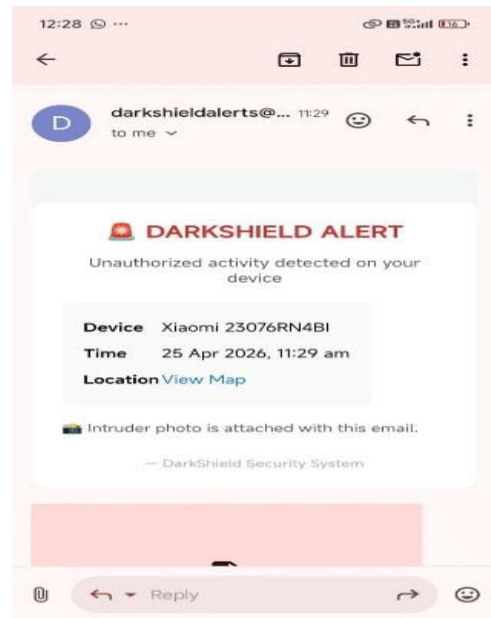 12:28 ...
5G 16
D
darkshieldalerts@... 11:29
to me
DARKSHIELD ALERT
Unauthorized activity detected on your
device
Device Xiaomi 23076RN4BI
Time 25 Apr 2026, 11:29 am
Location View Map
Intruder photo is attached with this email.
— DarkShield Security System
Reply